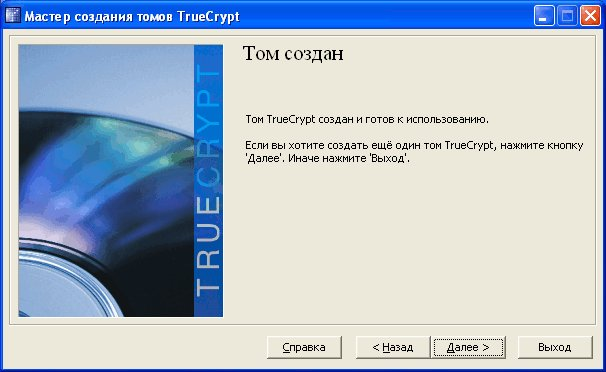 Мастер создания томов TrueCrypt
Том создан
TRUECRYPT
Том TrueCrypt создан и готов к использованию.
Если вы хотите создать ещё один том TrueCrypt, нажмите кнопку
'Далее'. Иначе нажмите 'Выход'.
Справка
< Назад
Далее >
Выход